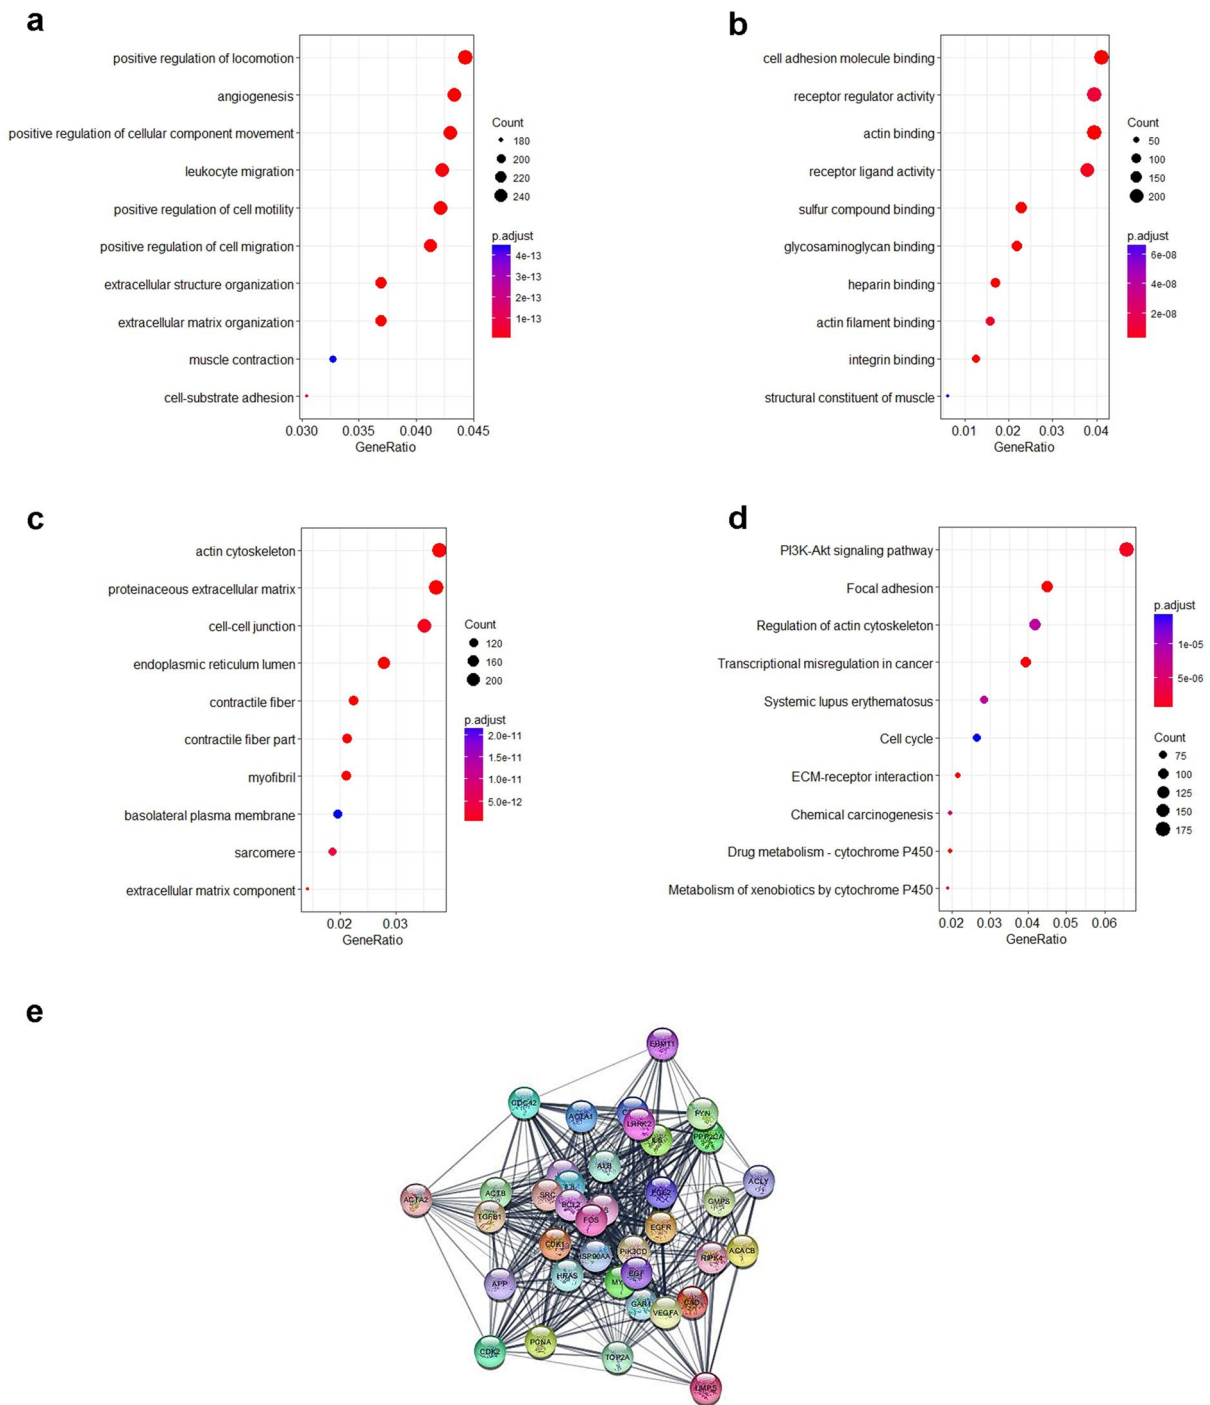 a
positive regulation of locomotion
angiogenesis
positive regulation of cellular component movement
leukocyte migration
positive regulation of cell motility
positive regulation of cell migration
extracellular structure organization
extracellular matrix organization
muscle contraction
cell-substrate adhesion
0.030 0.035 0.040 0.045
GeneRatio
Count
180
200
220
240
p.adjust
4e-13
3e-13
2e-13
1e-13
b
cell adhesion molecule binding
receptor regulator activity
actin binding
receptor ligand activity
sulfur compound binding
glycosaminoglycan binding
heparin binding
actin filament binding
integrin binding
structural constituent of muscle
0.01 0.02 0.03 0.04
GeneRatio
Count
50
100
150
200
p.adjust
6e-08
4e-08
2e-08
c
actin cytoskeleton
proteinaceous extracellular matrix
cell-cell junction
endoplasmic reticulum lumen
contractile fiber
contractile fiber part
myofibril
basolateral plasma membrane
sarcomere
extracellular matrix component
0.02 0.03
GeneRatio
Count
120
160
200
p.adjust
2.0e-11
1.5e-11
1.0e-11
5.0e-12
d
PI3K-Akt signaling pathway
Focal adhesion
Regulation of actin cytoskeleton
Transcriptional misregulation in cancer
Systemic lupus erythematosus
Cell cycle
ECM-receptor interaction
Chemical carcinogenesis
Drug metabolism - cytochrome P450
Metabolism of xenobiotics by cytochrome P450
0.02 0.03 0.04 0.05 0.06
GeneRatio
p.adjust
1e-05
5e-06
Count
75
100
125
150
175
e
CDC42
ACTA1
LRRK2
FYN
PPP2CA
IL6
ALB
ACLY
ACTA2
ACTB
SRC
GMPS
TGFB1
FOS
EGFR
PIK3CD
RIPK4
ACACB
APP
HRAS
EGF
CAD
VEGFA
CDK2
PCNA
TOP2A
UMPS